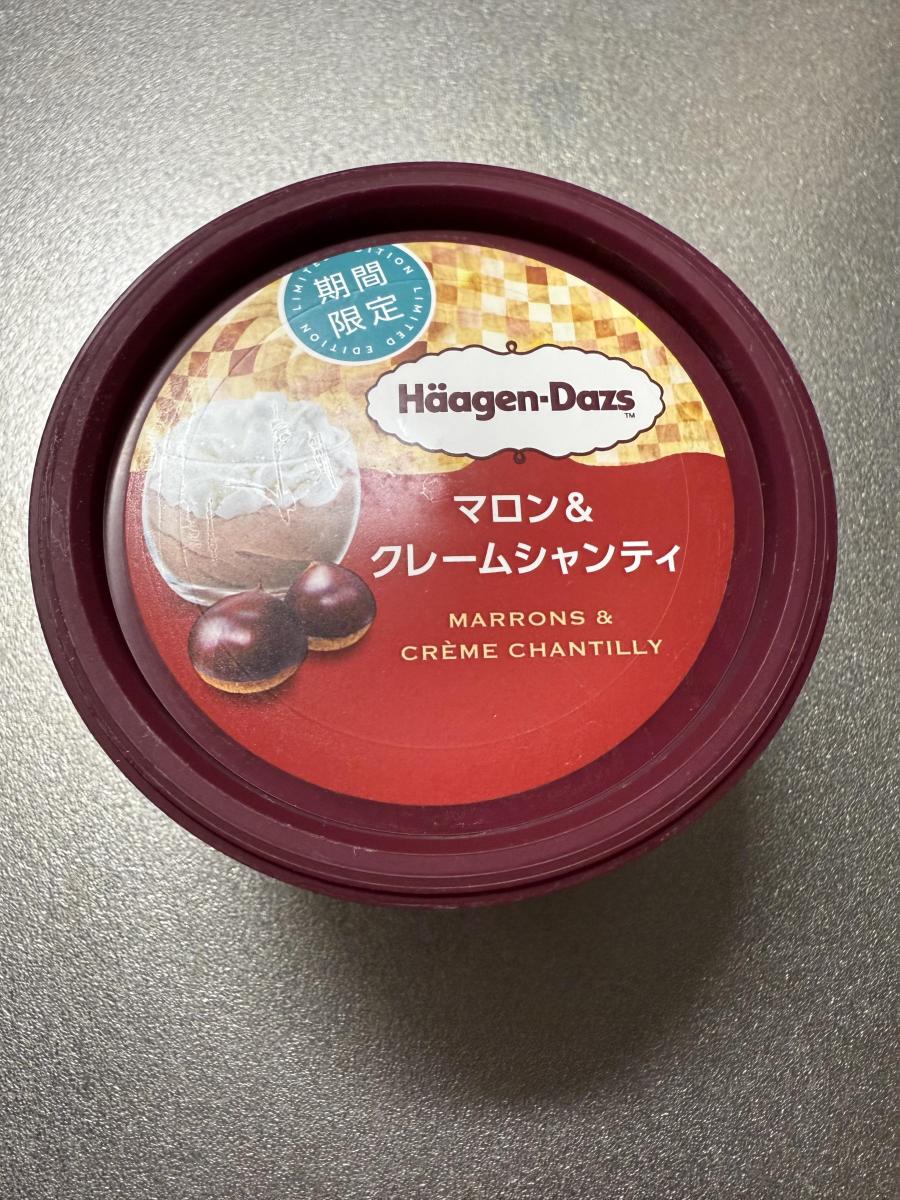 LIMITED EDITION
期間
限定
LIMITED EDITION
Häagen-Dazs
TM
マロン&
クレームシャンティ
MARRONS &
CRÈME CHANTILLY